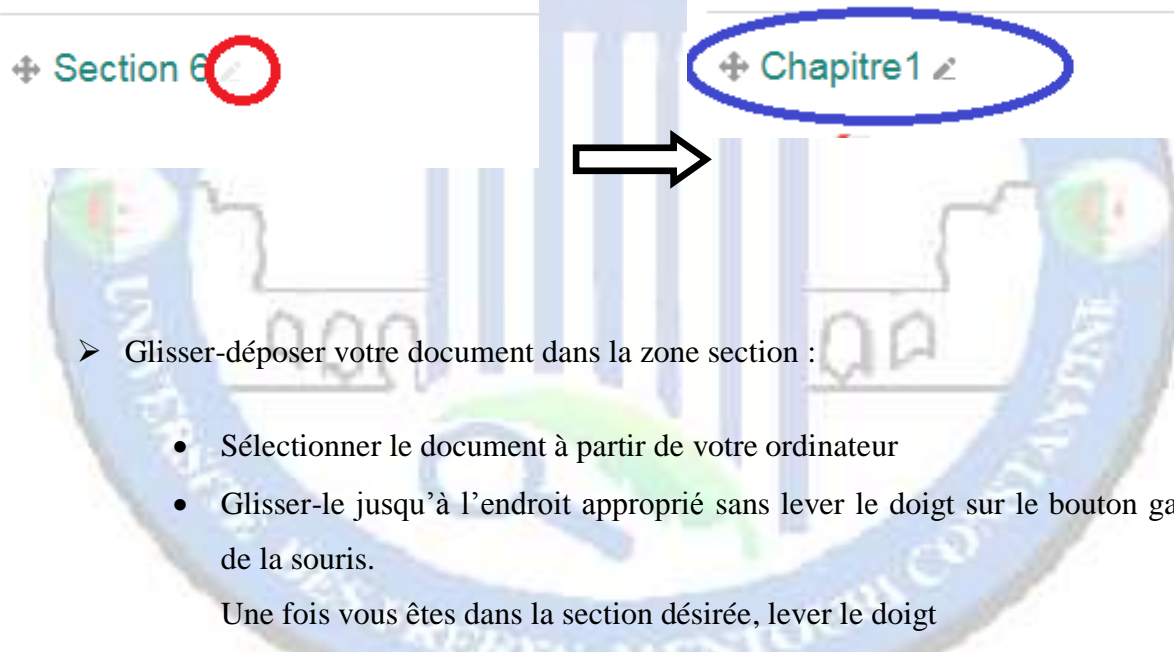 Section 6
Chapitre1
➢ Glisser-déposer votre document dans la zone section :
• Sélectionner le document à partir de votre ordinateur
• Glisser-le jusqu’à l’endroit approprié sans lever le doigt sur le bouton
de la souris.
Une fois vous êtes dans la section désirée, lever le doigt
CONSTANTINE